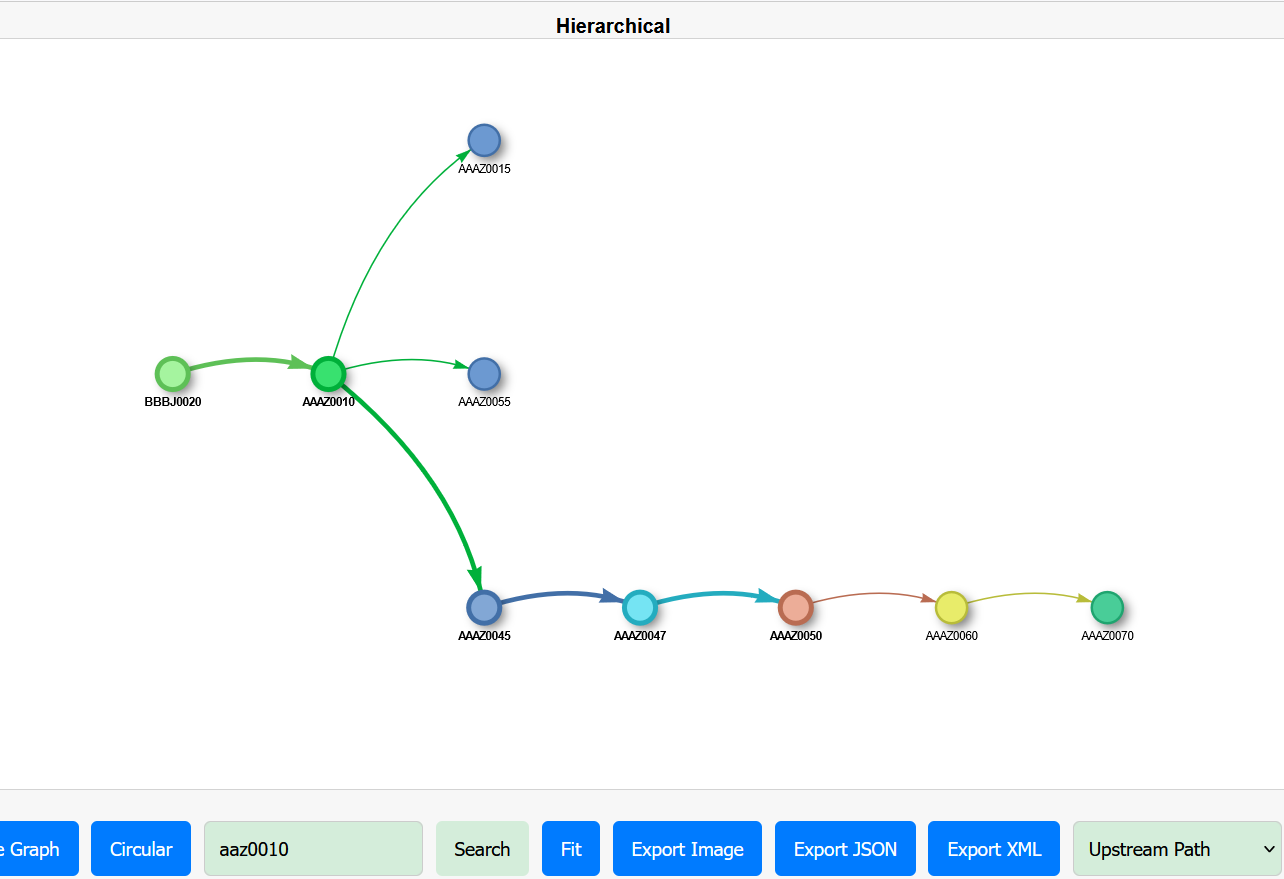 Hierarchical
AAAZ0015
BBBJ0020
AAAZ0010
AAAZ0055
AAAZ0045
AAAZ0047
AAAZ0050
AAAZ0060
AAAZ0070
e Graph
Circular
aaz0010
Search
Fit
Export Image
Export JSON
Export XML
Upstream Path